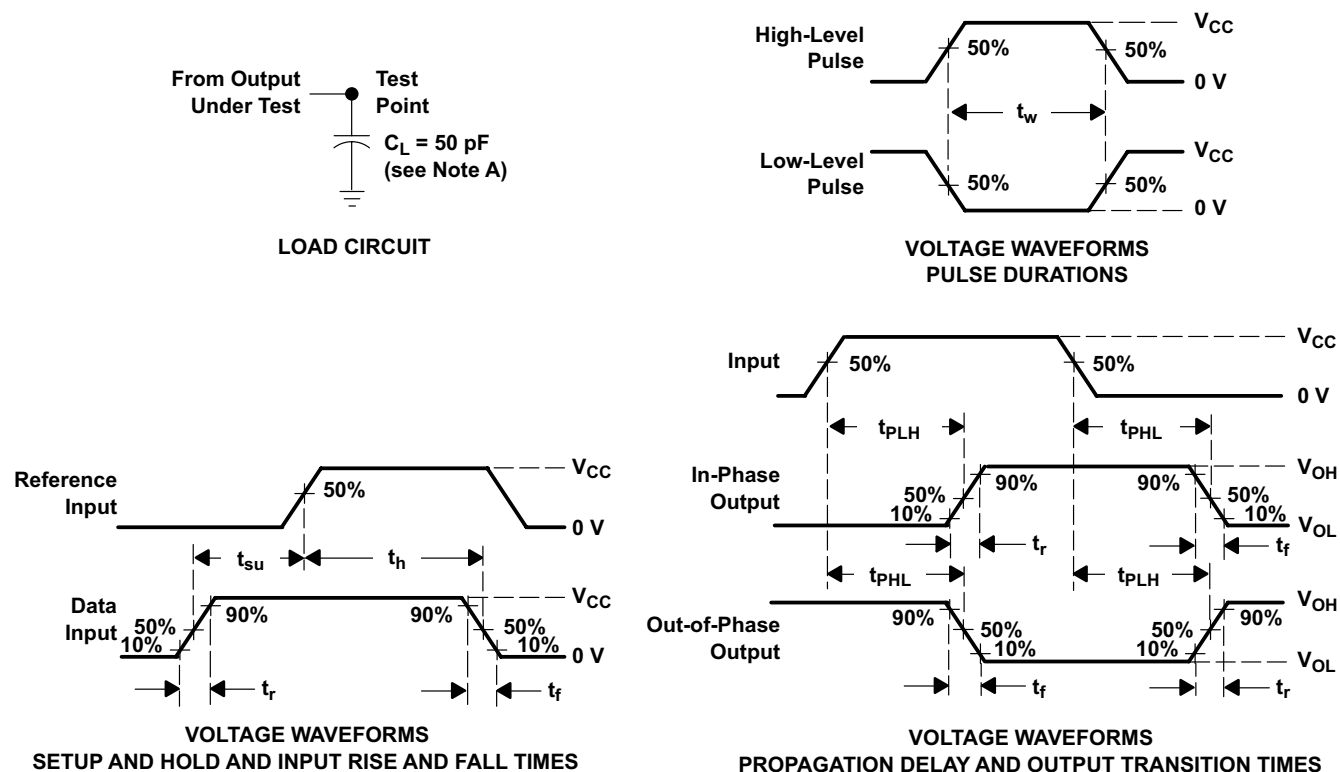 From Output
Under Test
Test
Point
C_L = 50 pF
(see Note A)
LOAD CIRCUIT
High-Level
Pulse
50%
50%
V_CC
0 V
t_w
Low-Level
Pulse
50%
50%
V_CC
0 V
VOLTAGE WAVEFORMS
PULSE DURATIONS
Reference
Input
50%
V_CC
0 V
t_su
t_h
Data
Input
50%
10%
90%
90%
50%
10%
V_CC
0 V
t_r
t_f
VOLTAGE WAVEFORMS
SETUP AND HOLD AND INPUT RISE AND FALL TIMES
Input
50%
50%
V_CC
0 V
t_PLH
t_PHL
In-Phase
Output
50%
10%
90%
90%
50%
10%
V_OH
V_OL
t_r
t_f
t_PHL
t_PLH
Out-of-Phase
Output
90%
50%
10%
50%
10%
90%
V_OH
V_OL
t_f
t_r
VOLTAGE WAVEFORMS
PROPAGATION DELAY AND OUTPUT TRANSITION TIMES